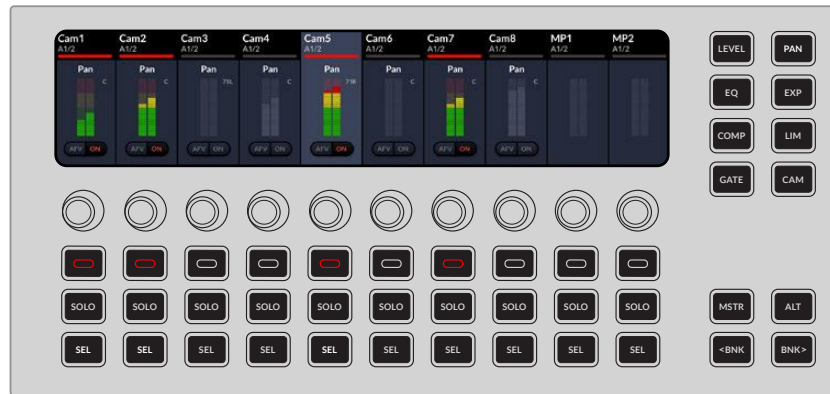 Cam1 Cam2 Cam3 Cam4 Cam5 Cam6 Cam7 Cam8 MP1 MP2
A1/2 A1/2 A1/2 A1/2 A1/2 A1/2 A1/2 A1/2 A1/2 A1/2
Pan Pan Pan Pan Pan Pan Pan Pan
C C C C C C
AFV ON AFV ON AFV ON AFV ON AFV ON AFV ON AFV ON AFV ON
LEVEL PAN
EQ EXP
COMP LIM
GATE CAM
SOLO SOLO SOLO SOLO SOLO SOLO SOLO SOLO SOLO SOLO MSTR ALT
SEL SEL SEL SEL SEL SEL SEL SEL SEL SEL <BNK BNK>